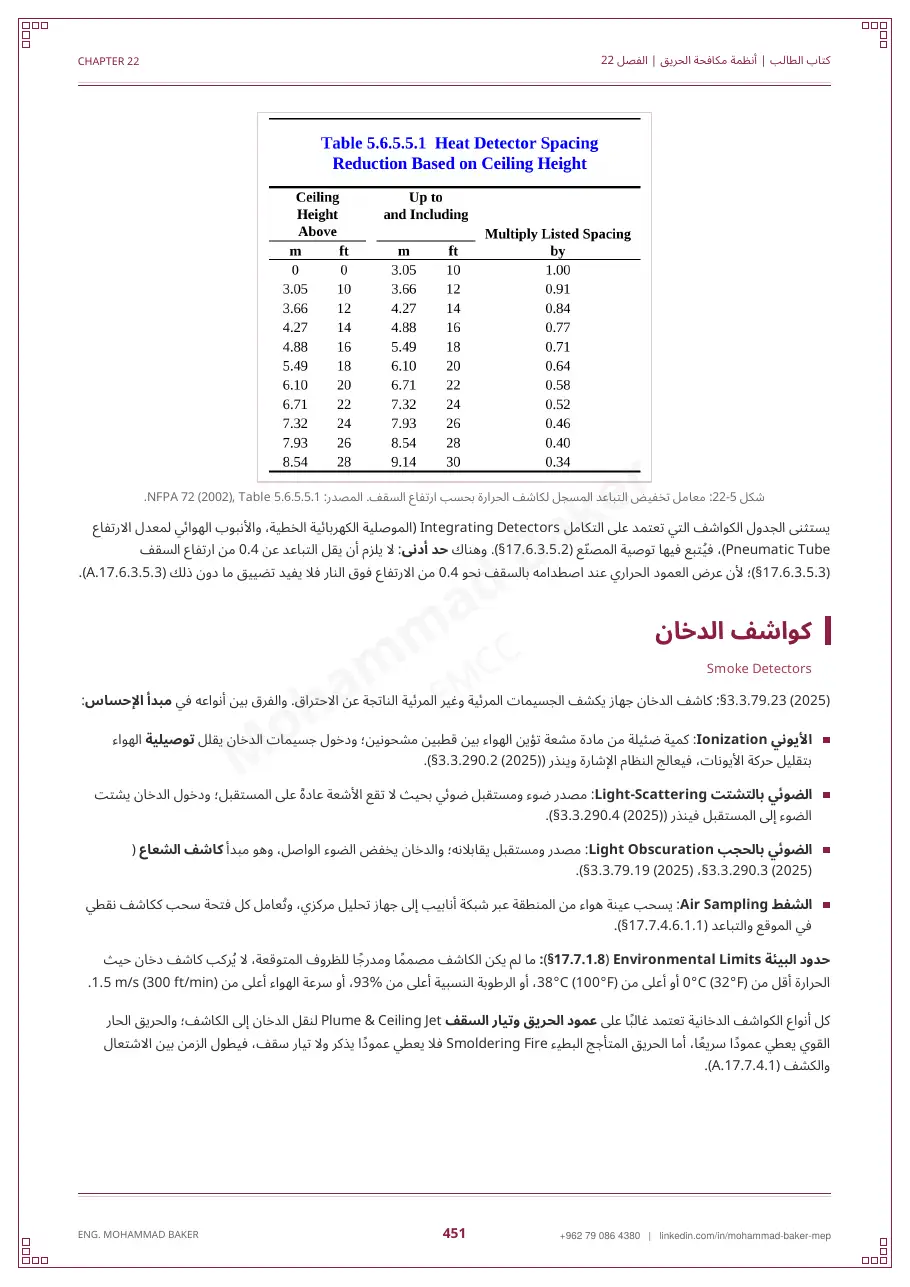 CHAPTER 22
كتاب الطالب | أنظمة مكافحة الحريق | الفصل 22
Table 5.6.5.5.1 Heat Detector Spacing
Reduction Based on Ceiling Height
Ceiling Height Above | Up to and Including | Multiply Listed Spacing by
m ft m ft
0 0 3.05 10 1.00
3.05 10 3.66 12 0.91
3.66 12 4.27 14 0.84
4.27 14 4.88 16 0.77
4.88 16 5.49 18 0.71
5.49 18 6.10 20 0.64
6.10 20 6.71 22 0.58
6.71 22 7.32 24 0.52
7.32 24 7.93 26 0.46
7.93 26 8.54 28 0.40
8.54 28 9.14 30 0.34
شكل 5-22: معامل تخفيض التباعد المسجل لكاشف الحرارة بحسب ارتفاع السقف. المصدر: NFPA 72 (2002), Table 5.6.5.5.1.
يستثنى الجدول الكواشف التي تعتمد على التكامل Integrating Detectors (الموصلية الكهربائية الخطية، والأنبوب الهوائي لمعدل الارتفاع
Pneumatic Tube)، فيُتبع فيها توصية المصنّع (§17.6.3.5.2). وهناك حد أدنى: لا يلزم أن يقل التباعد عن 0.4 من ارتفاع السقف
(§17.6.3.5.3)؛ لأن عرض العمود الحراري عند اصطدامه بالسقف نحو 0.4 من الارتفاع فوق النار فلا يفيد تضييق ما دون ذلك (A.17.6.3.5.3).
كواشف الدخان
Smoke Detectors
§3.3.79.23 (2025): كاشف الدخان جهاز يكشف الجسيمات المرئية وغير المرئية الناتجة عن الاحتراق. والفرق بين أنواعه في مبدأ الإحساس:
الأيوني Ionization: كمية ضئيلة من مادة مشعة تؤين الهواء بين قطبين مشحونين؛ ودخول جسيمات الدخان يقلل توصيلية الهواء
بتقليل حركة الأيونات، فيعالج النظام الإشارة وينذر (§3.3.290.2 (2025)).
الضوئي بالتشتت Light-Scattering: مصدر ضوء ومستقبل ضوئي بحيث لا تقع الأشعة عادةً على المستقبل؛ ودخول الدخان يشتت
الضوء إلى المستقبل فينذر (§3.3.290.4 (2025)).
الضوئي بالحجب Light Obscuration: مصدر ومستقبل يقابلانه؛ والدخان يخفض الضوء الواصل، وهو مبدأ كاشف الشعاع (
§3.3.290.3 (2025)، §3.3.79.19 (2025)).
الشفط Air Sampling: يسحب عينة هواء من المنطقة عبر شبكة أنابيب إلى جهاز تحليل مركزي، وتُعامل كل فتحة سحب ككاشف نقطي
في الموقع والتباعد (§17.7.4.6.1.1).
حدود البيئة Environmental Limits (§17.7.1.8): ما لم يكن الكاشف مصممًا ومدرجًا للظروف المتوقعة، لا يُركب كاشف دخان حيث
الحرارة أقل من 0°C (32°F) أو أعلى من 38°C (100°F)، أو الرطوبة النسبية أعلى من 93%، أو سرعة الهواء أعلى من 1.5 m/s (300 ft/min).
كل أنواع الكواشف الدخانية تعتمد غالبًا على عمود الحريق وتيار السقف Plume & Ceiling Jet لنقل الدخان إلى الكاشف؛ والحريق الحار
القوي يعطي عمودًا سريعًا، أما الحريق المتأجج البطيء Smoldering Fire فلا يعطي عمودًا يذكر ولا تيار سقف، فيطول الزمن بين الاشتعال
والكشف (A.17.7.4.1).
Mohammad Baker
SMCC
ENG. MOHAMMAD BAKER
451
+962 79 086 4380 | linkedin.com/in/mohammad-baker-mep